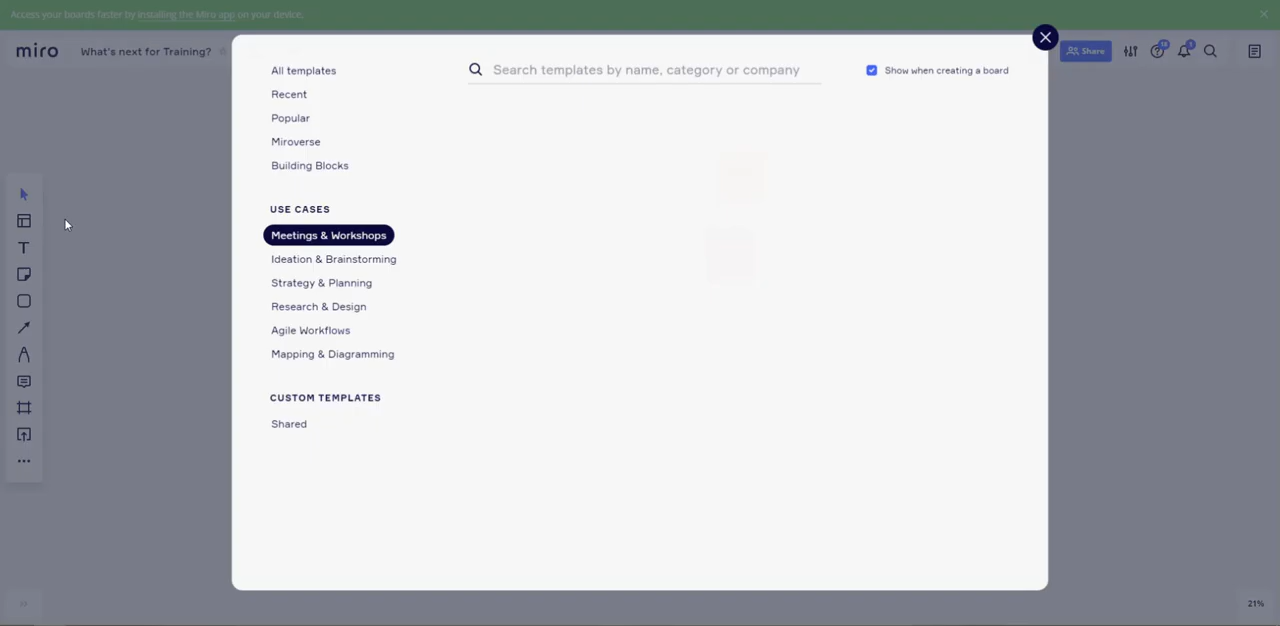 Access your boards faster by installing the Miro app on your device.
miro What's next for Training?
Share
All templates
Recent
Popular
Miroverse
Building Blocks
USE CASES
Meetings & Workshops
Ideation & Brainstorming
Strategy & Planning
Research & Design
Agile Workflows
Mapping & Diagramming
CUSTOM TEMPLATES
Shared
Search templates by name, category or company
Show when creating a board
T
21%